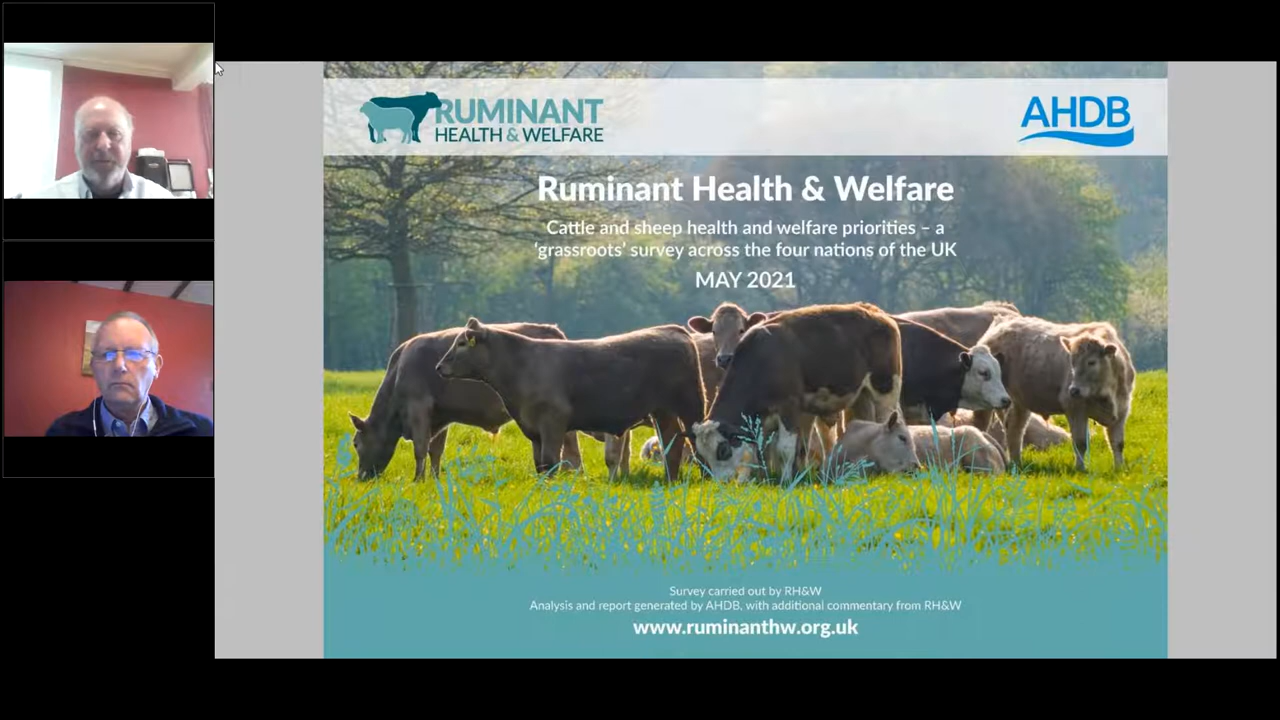 RUMINANT
HEALTH & WELFARE
AHDB
Ruminant Health & Welfare
Cattle and sheep health and welfare priorities – a
‘grassroots’ survey across the four nations of the UK
MAY 2021
Survey carried out by RH&W
Analysis and report generated by AHDB, with additional commentary from RH&W
www.ruminanthw.org.uk